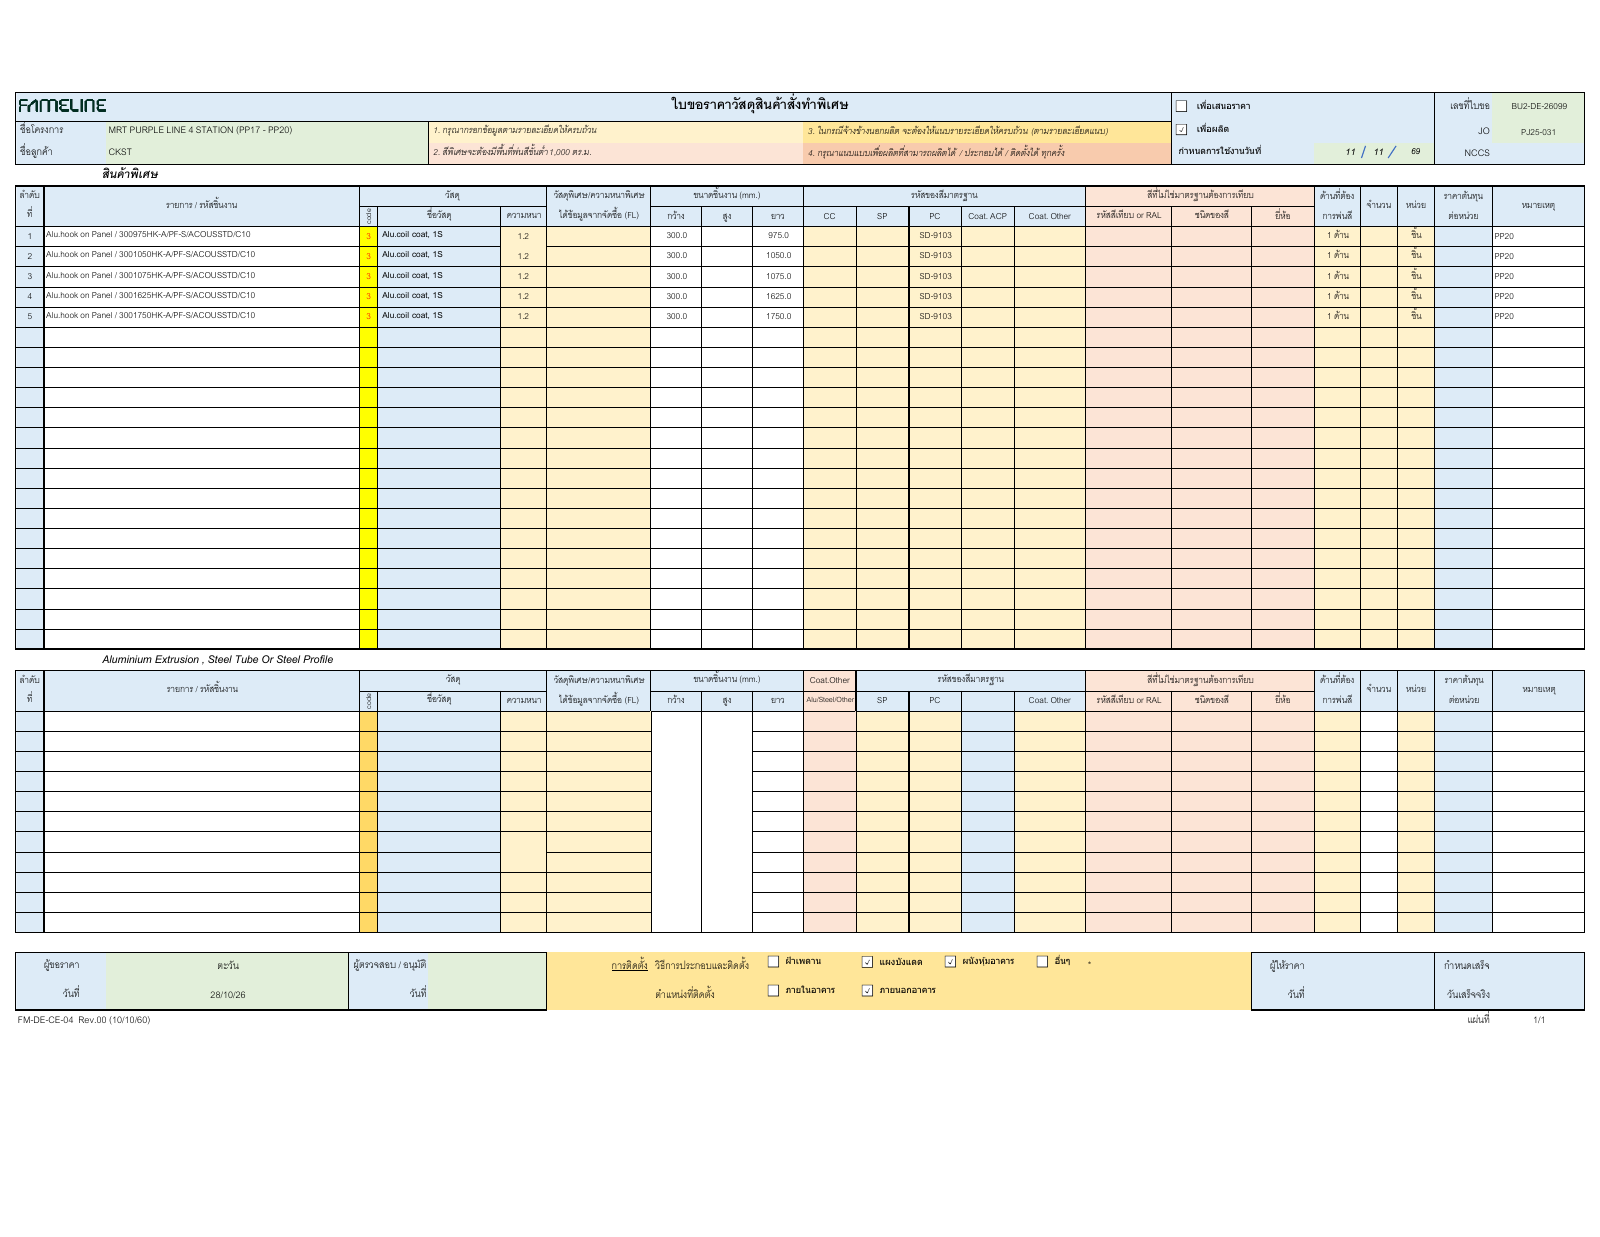 FAMELINE ใบขอราคาวัสดุสินค้าสั่งทำพิเศษ เพื่อเสนอราคา เลขที่ใบขอ BU2-DE-26099
ชื่อโครงการ MRT PURPLE LINE 4 STATION (PP17 - PP20) 1. กรุณากรอกข้อมูลตามรายละเอียดให้ครบถ้วน 3. ในกรณีจ้างข้างนอกผลิต จะต้องให้แนบรายระเอียดให้ครบถ้วน (ตามรายละเอียดแนบ) ✓ เพื่อผลิต JO PJ25-031
ชื่อลูกค้า CKST 2. สีพิเศษจะต้องมีพื้นที่พ่นสีขั้นต่ำ 1,000 ตร.ม. 4. กรุณาแนบแบบเพื่อผลิตที่สามารถผลิตได้ / ประกอบได้ / ติดตั้งได้ ทุกครั้ง กำหนดการใช้งานวันที่ 11 / 11 / 69 NCCS
สินค้าพิเศษ
ลำดับ วัสดุ วัสดุพิเศษ/ความหนาพิเศษ ขนาดชิ้นงาน (mm.) รหัสของสีมาตรฐาน สีที่ไม่ใช่มาตรฐานต้องการเทียบ ด้านที่ต้อง ราคาต้นทุน
รายการ / รหัสชิ้นงาน จำนวน หน่วย หมายเหตุ
ที่ code ชื่อวัสดุ ความหนา ใส่ข้อมูลจากจัดซื้อ (FL) กว้าง สูง ยาว CC SP PC Coat. ACP Coat. Other รหัสสีเทียบ or RAL ชนิดของสี ยี่ห้อ การพ่นสี ต่อหน่วย
1 Alu.hook on Panel / 300975HK-A/PF-S/ACOUSSTD/C10 3 Alu.coil coat, 1S 1.2 300.0 975.0 SD-9103 1 ด้าน ชิ้น PP20
2 Alu.hook on Panel / 3001050HK-A/PF-S/ACOUSSTD/C10 3 Alu.coil coat, 1S 1.2 300.0 1050.0 SD-9103 1 ด้าน ชิ้น PP20
3 Alu.hook on Panel / 3001075HK-A/PF-S/ACOUSSTD/C10 3 Alu.coil coat, 1S 1.2 300.0 1075.0 SD-9103 1 ด้าน ชิ้น PP20
4 Alu.hook on Panel / 3001625HK-A/PF-S/ACOUSSTD/C10 3 Alu.coil coat, 1S 1.2 300.0 1625.0 SD-9103 1 ด้าน ชิ้น PP20
5 Alu.hook on Panel / 3001750HK-A/PF-S/ACOUSSTD/C10 3 Alu.coil coat, 1S 1.2 300.0 1750.0 SD-9103 1 ด้าน ชิ้น PP20
Aluminium Extrusion , Steel Tube Or Steel Profile
ลำดับ วัสดุ วัสดุพิเศษ/ความหนาพิเศษ ขนาดชิ้นงาน (mm.) Coat.Other รหัสของสีมาตรฐาน สีที่ไม่ใช่มาตรฐานต้องการเทียบ ด้านที่ต้อง ราคาต้นทุน
รายการ / รหัสชิ้นงาน จำนวน หน่วย หมายเหตุ
ที่ code ชื่อวัสดุ ความหนา ใส่ข้อมูลจากจัดซื้อ (FL) กว้าง สูง ยาว Alu/Steel/Other SP PC Coat. Other รหัสสีเทียบ or RAL ชนิดของสี ยี่ห้อ การพ่นสี ต่อหน่วย
ผู้ขอราคา ตะวัน ผู้ตรวจสอบ / อนุมัติ การติดตั้ง วิธีการประกอบและติดตั้ง ฝ้าเพดาน ✓ แผงบังแดด ✓ ผนังหุ้มอาคาร อื่นๆ ผู้ให้ราคา กำหนดเสร็จ
วันที่ 28/10/26 วันที่ ตำแหน่งที่ติดตั้ง ภายในอาคาร ✓ ภายนอกอาคาร วันที่ วันเสร็จจริง
FM-DE-CE-04 Rev.00 (10/10/60) แผ่นที่ 1/1